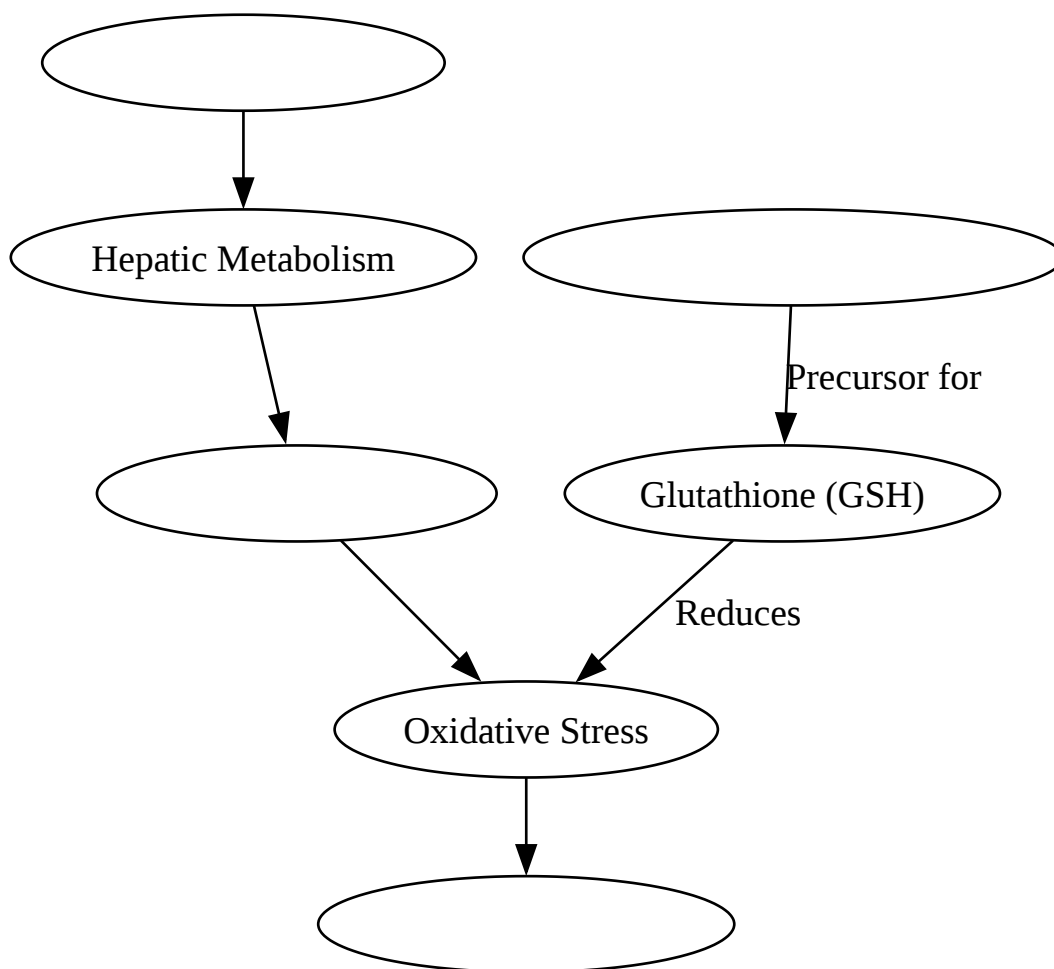 Hepatic Metabolism
Precursor for
Glutathione (GSH)
Reduces
Oxidative Stress